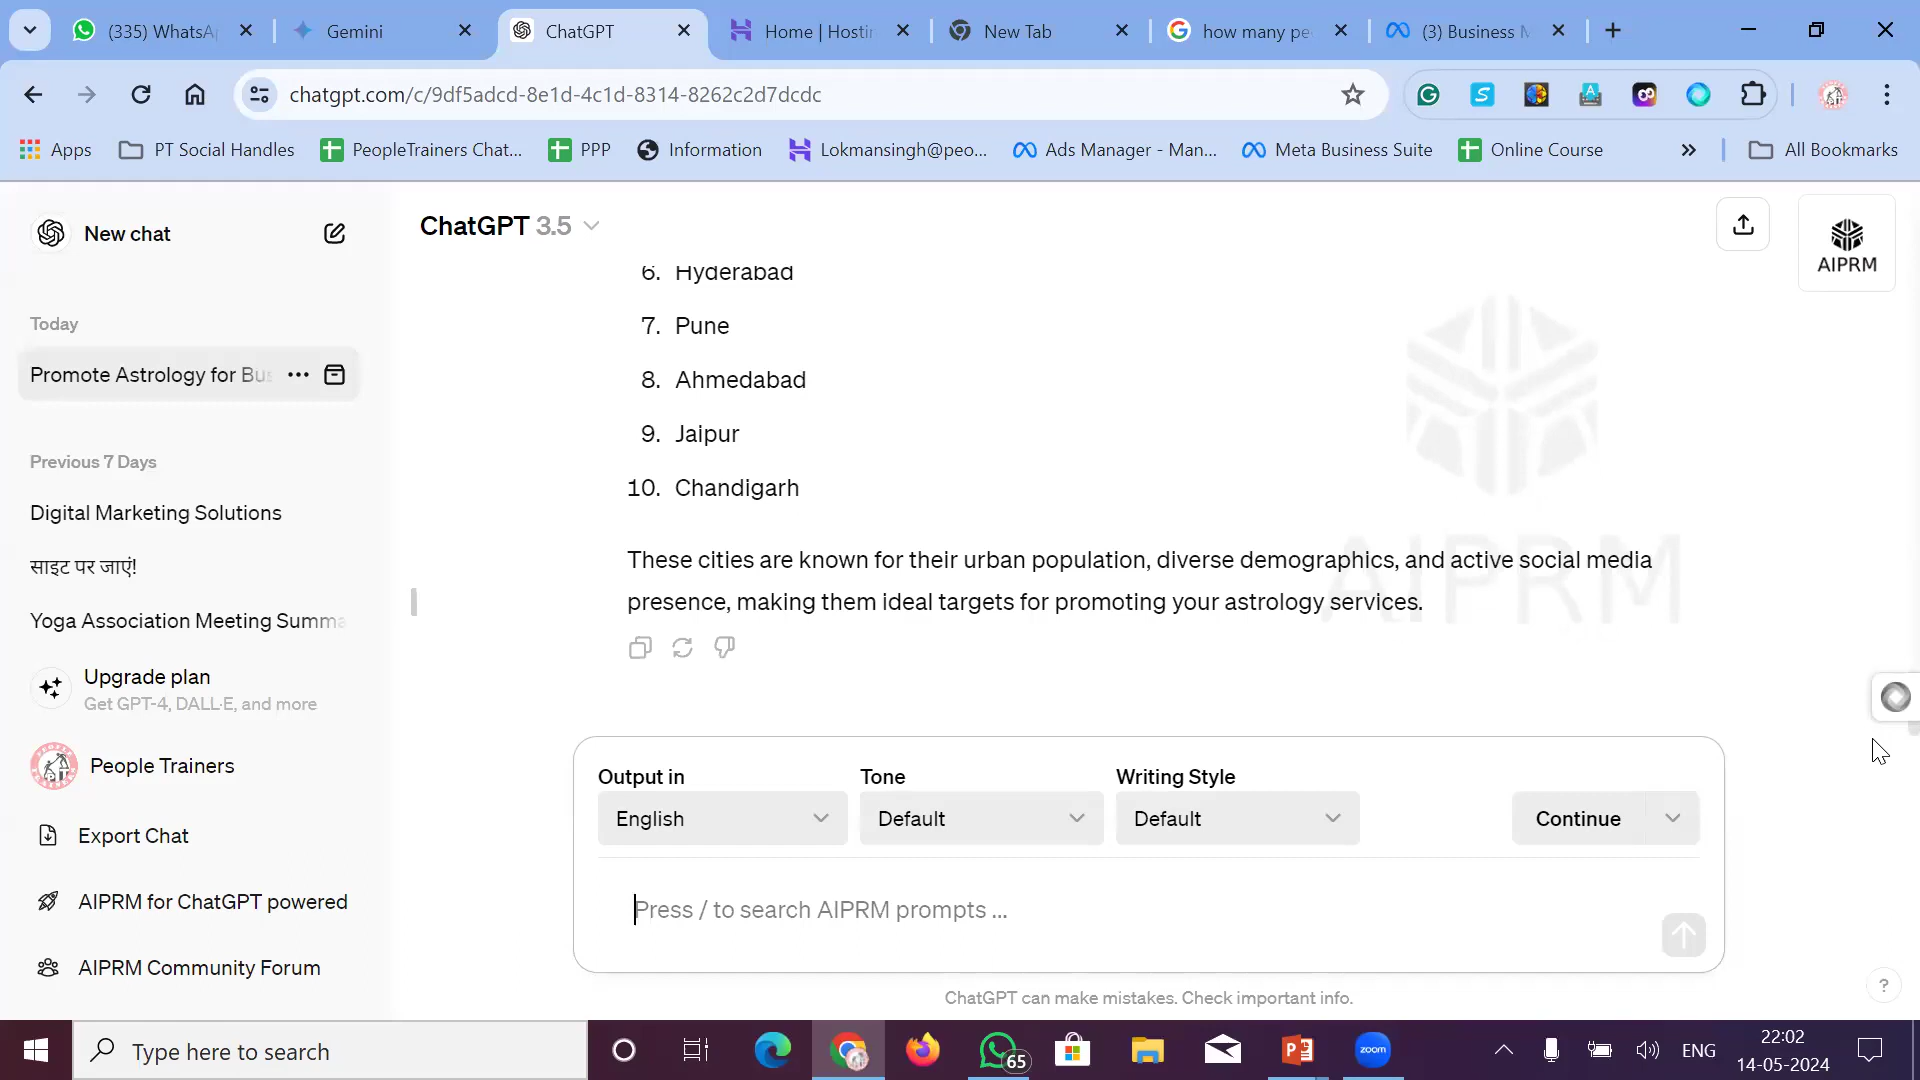 (335) WhatsA
Gemini
ChatGPT
Home | Hostin
New Tab
how many pe
(3) Business M
chatgpt.com/c/9df5adcd-8e1d-4c1d-8314-8262c2d7dcdc
Apps
PT Social Handles
PeopleTrainers Chat...
PPP
Information
Lokmansingh@peo...
Ads Manager - Man...
Meta Business Suite
Online Course
All Bookmarks
New chat
ChatGPT 3.5
AIPRM
Today
Promote Astrology for Bus
Previous 7 Days
Digital Marketing Solutions
साइट पर जाएं!
Yoga Association Meeting Summa
Upgrade plan
Get GPT-4, DALL·E, and more
People Trainers
Export Chat
AIPRM for ChatGPT powered
AIPRM Community Forum
6. Hyderabad
7. Pune
8. Ahmedabad
9. Jaipur
10. Chandigarh
AIPRM
These cities are known for their urban population, diverse demographics, and active social media
presence, making them ideal targets for promoting your astrology services.
Output in
Tone
Writing Style
English
Default
Default
Continue
Press / to search AIPRM prompts ...
ChatGPT can make mistakes. Check important info.
?
Type here to search
65
zoom
ENG
22:02
14-05-2024